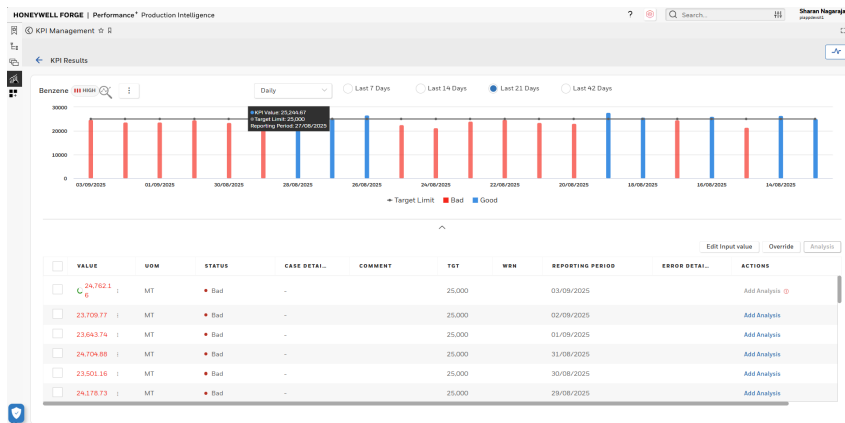 HONEYWELL FORGE | Performance+ Production Intelligence
?
Search...
Sharan Nagaraja
KPI Management
KPI Results
Benzene HIGH
Daily
Last 7 Days
Last 14 Days
Last 21 Days
Last 42 Days
30000
20000
10000
0
KPI Value: 25,244.67
Target Limit: 25,000
Reporting Period: 27/08/2025
03/09/2025 01/09/2025 30/08/2025 28/08/2025 26/08/2025 24/08/2025 22/08/2025 20/08/2025 18/08/2025 16/08/2025 14/08/2025
Target Limit Bad Good
Edit Input value Override Analysis
VALUE UOM STATUS CASE DETAI... COMMENT TGT WRN REPORTING PERIOD ERROR DETAI... ACTIONS
24,762.1
6 MT Bad - 25,000 03/09/2025 Add Analysis
23,709.77 MT Bad - 25,000 02/09/2025 Add Analysis
23,643.74 MT Bad - 25,000 01/09/2025 Add Analysis
24,704.88 MT Bad - 25,000 31/08/2025 Add Analysis
23,501.16 MT Bad - 25,000 30/08/2025 Add Analysis
24,178.73 MT Bad - 25,000 29/08/2025 Add Analysis